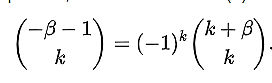 \binom{-\beta - 1}{k} = (-1)^k \binom{k + \beta}{k}.